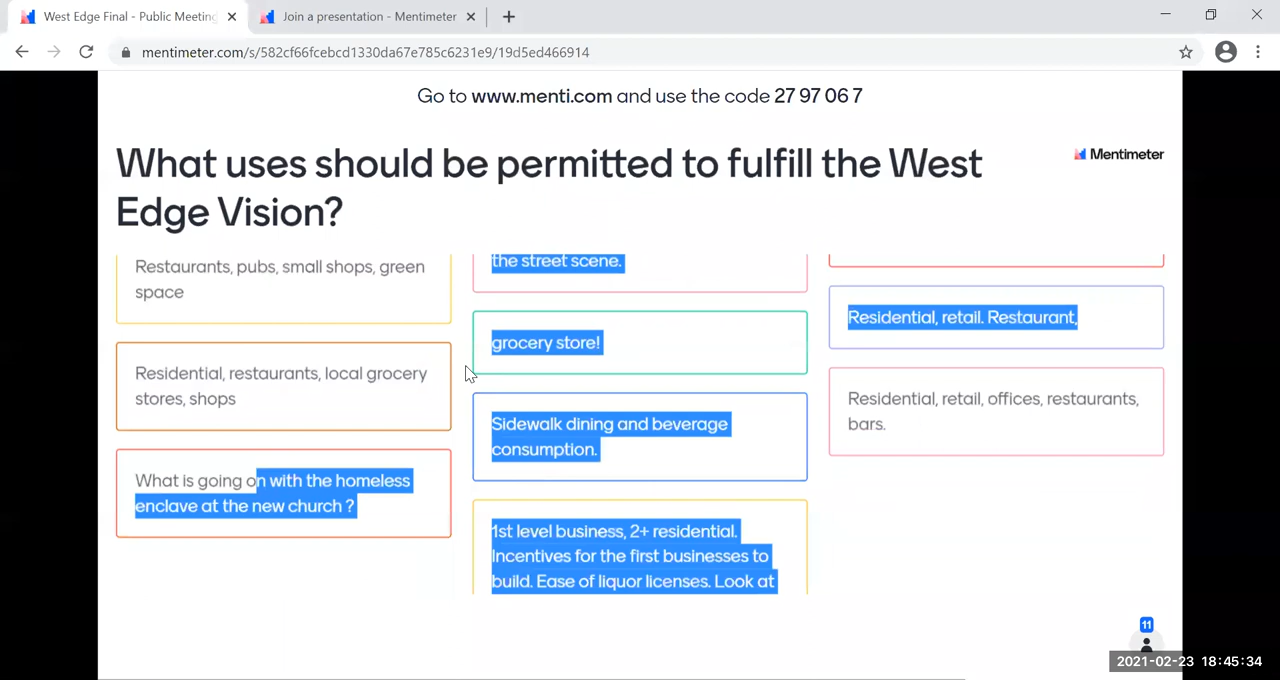 West Edge Final - Public Meeting
Join a presentation - Mentimeter
mentimeter.com/s/582cf66fcebcd1330da67e785c6231e9/19d5ed466914
Go to www.menti.com and use the code 27 97 06 7
What uses should be permitted to fulfill the West
Edge Vision?
Mentimeter
Restaurants, pubs, small shops, green
space
Residential, restaurants, local grocery
stores, shops
What is going on with the homeless
enclave at the new church ?
the street scene.
grocery store!
Sidewalk dining and beverage
consumption.
1st level business, 2+ residential.
Incentives for the first businesses to
build. Ease of liquor licenses. Look at
Residential, retail. Restaurant,
Residential, retail, offices, restaurants,
bars.
11
2021-02-23 18:45:34